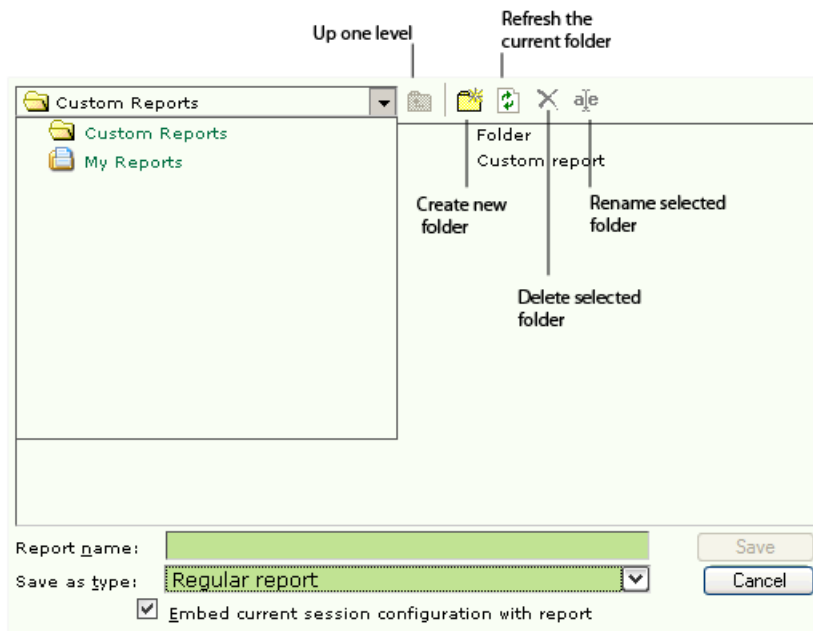 Up one level
Refresh the
current folder
Custom Reports
a|e
Custom Reports
My Reports
Folder
Custom report
Create new
folder
Rename selected
folder
Delete selected
folder
Report name:
Save
Save as type:
Regular report
Cancel
Embed current session configuration with report